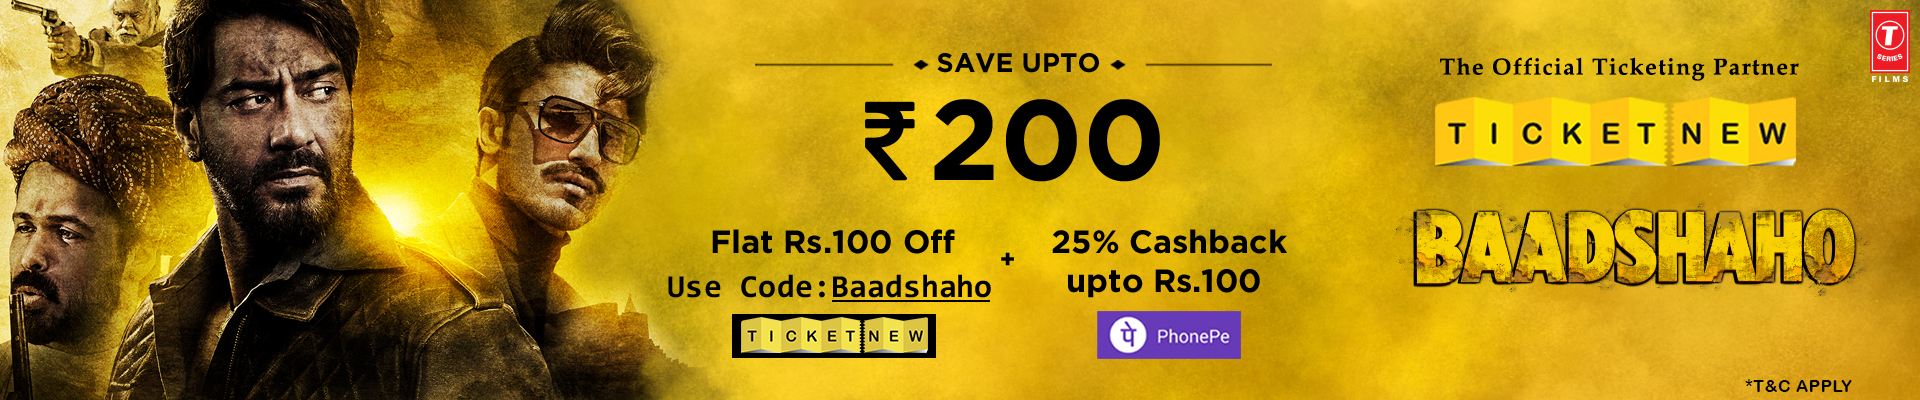 SAVE UPTO
₹200
Flat Rs.100 Off
Use Code:Baadshaho
TICKETNEW
+
25% Cashback
upto Rs.100
पे PhonePe
The Official Ticketing Partner
TICKETNEW
BAADSHAHO
T
SERIES
FILMS
*T&C APPLY